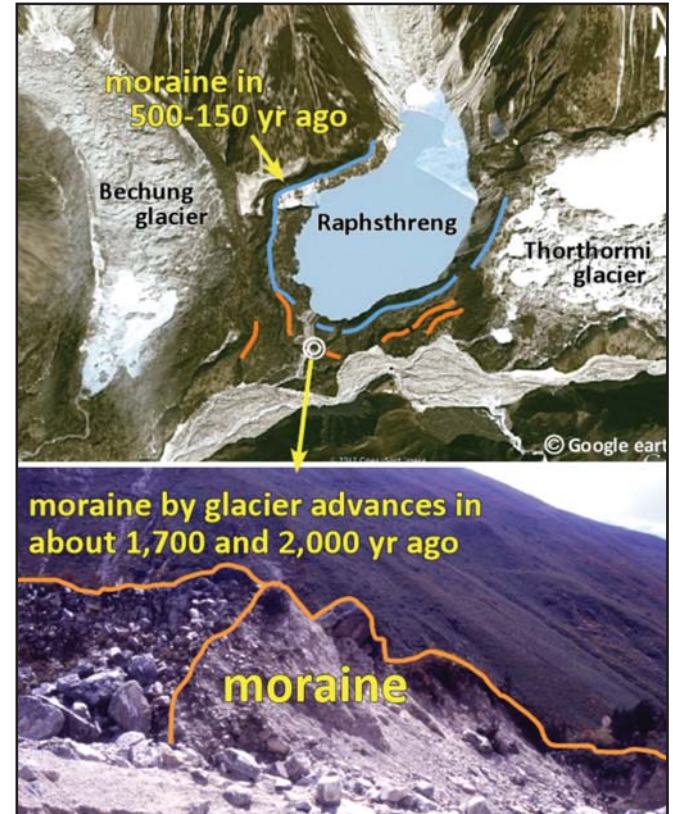 N
moraine in
500-150 yr ago
Bechung
glacier
Raphsthreng
Thorthormi
glacier
© Google eart
moraine by glacier advances in
about 1,700 and 2,000 yr ago
moraine